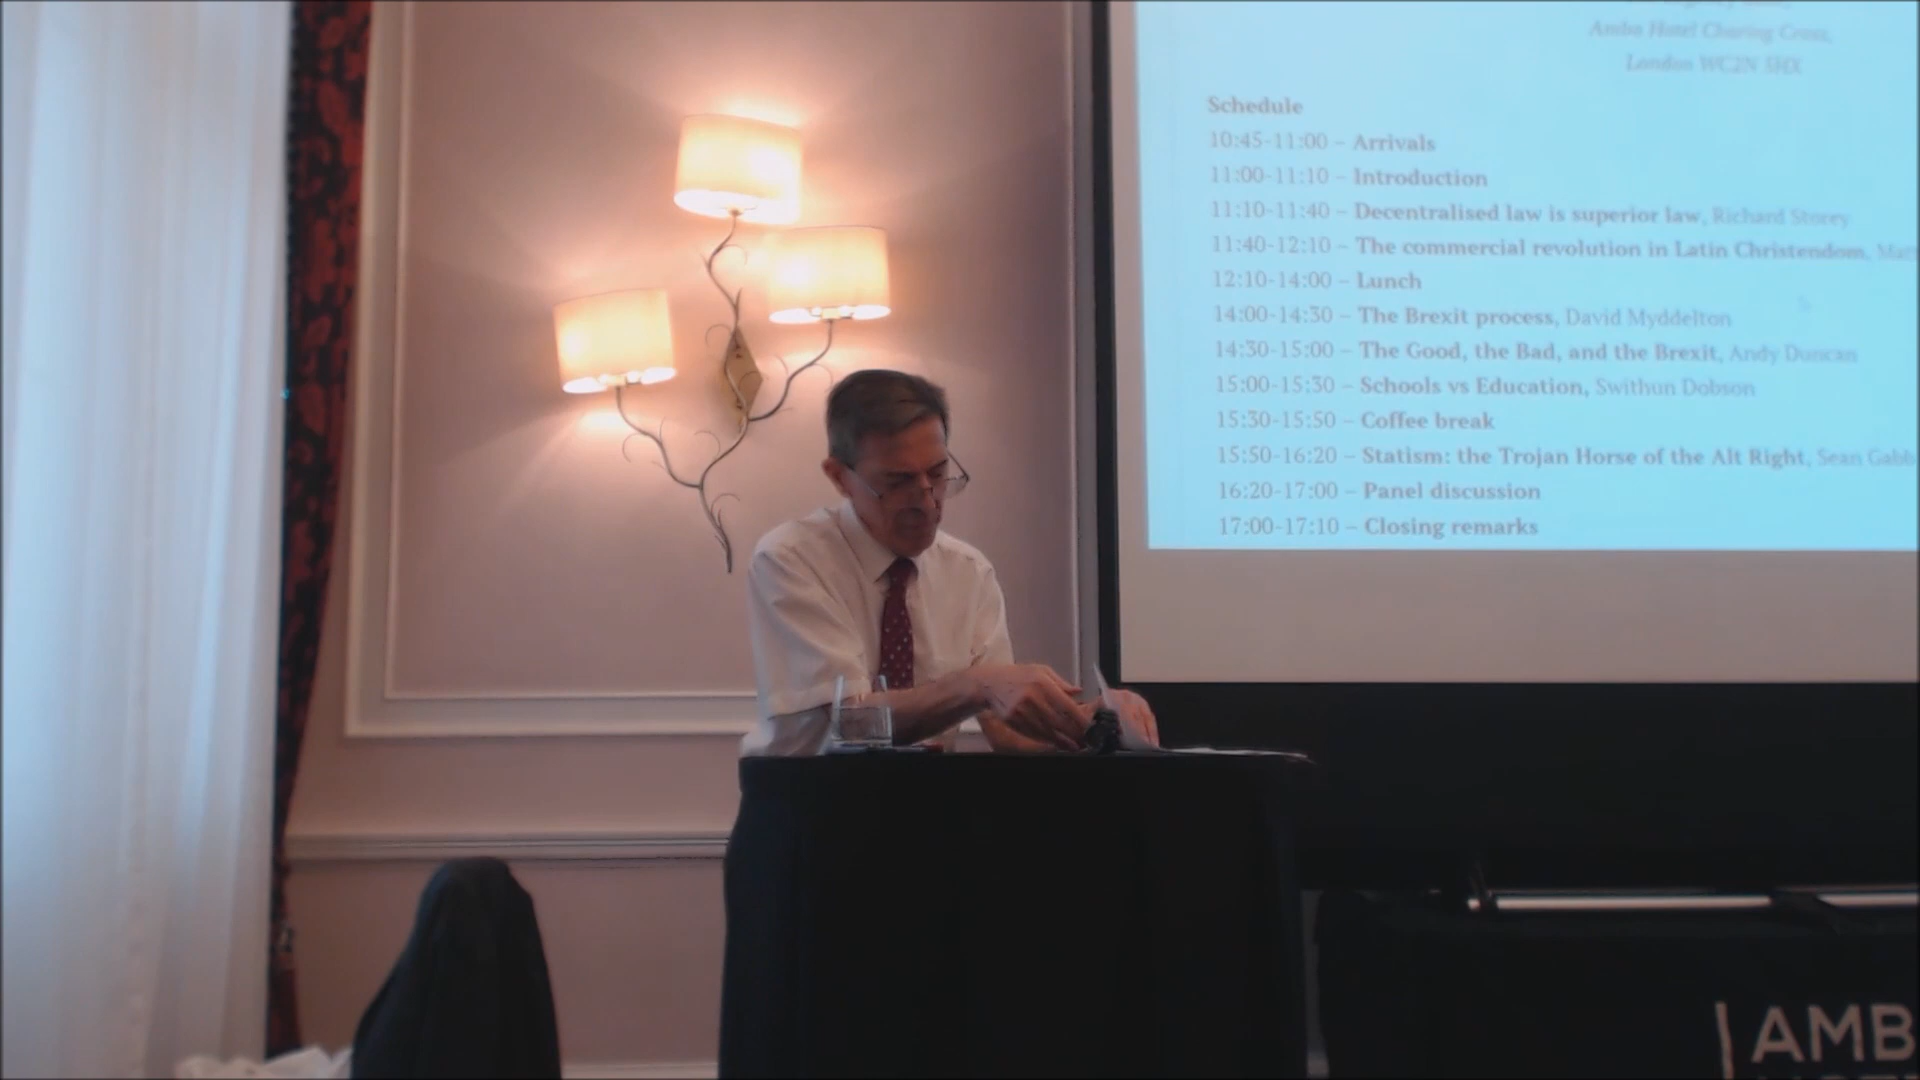 Amba Hotel Charing Cross,
London WC2N 5HX
Schedule
10:45-11:00 – Arrivals
11:00-11:10 – Introduction
11:10-11:40 – Decentralised law is superior law, Richard Storey
11:40-12:10 – The commercial revolution in Latin Christendom,
12:10-14:00 – Lunch
14:00-14:30 – The Brexit process, David Myddelton
14:30-15:00 – The Good, the Bad, and the Brexit, Andy Duncan
15:00-15:30 – Schools vs Education, Swithun Dobson
15:30-15:50 – Coffee break
15:50-16:20 – Statism: the Trojan Horse of the Alt Right, Sean Gabb
16:20-17:00 – Panel discussion
17:00-17:10 – Closing remarks
AMB